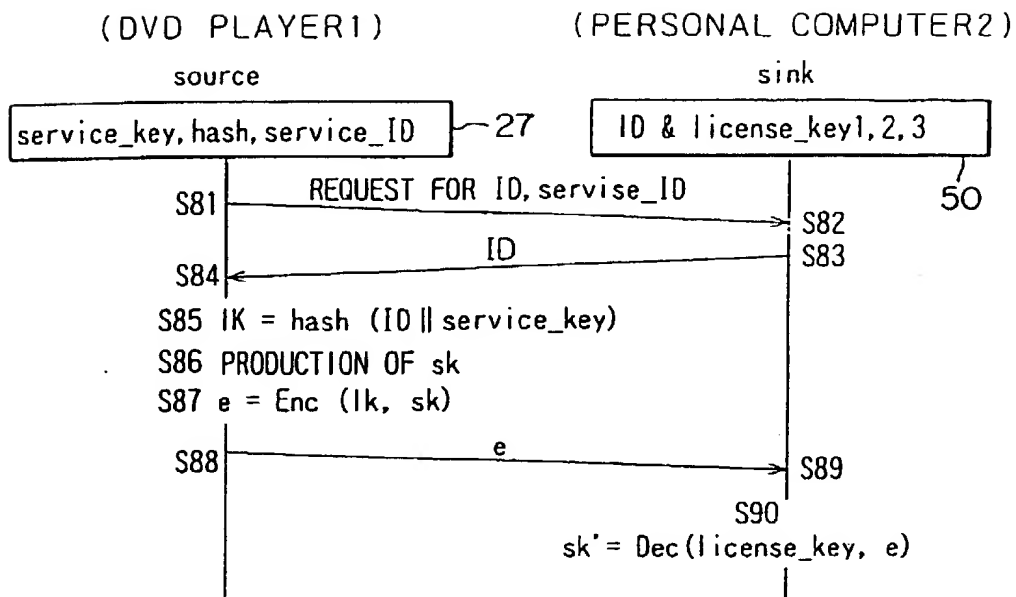 (DVD PLAYER1)
(PERSONAL COMPUTER2)
source
sink
service_key, hash, service_ID
27
ID & license_key1, 2, 3
50
REQUEST FOR ID, servise_ID
S81
S82
ID
S83
S84
S85 lK = hash (ID || service_key)
S86 PRODUCTION OF sk
S87 e = Enc (lk, sk)
e
S88
S89
S90
sk' = Dec(license_key, e)